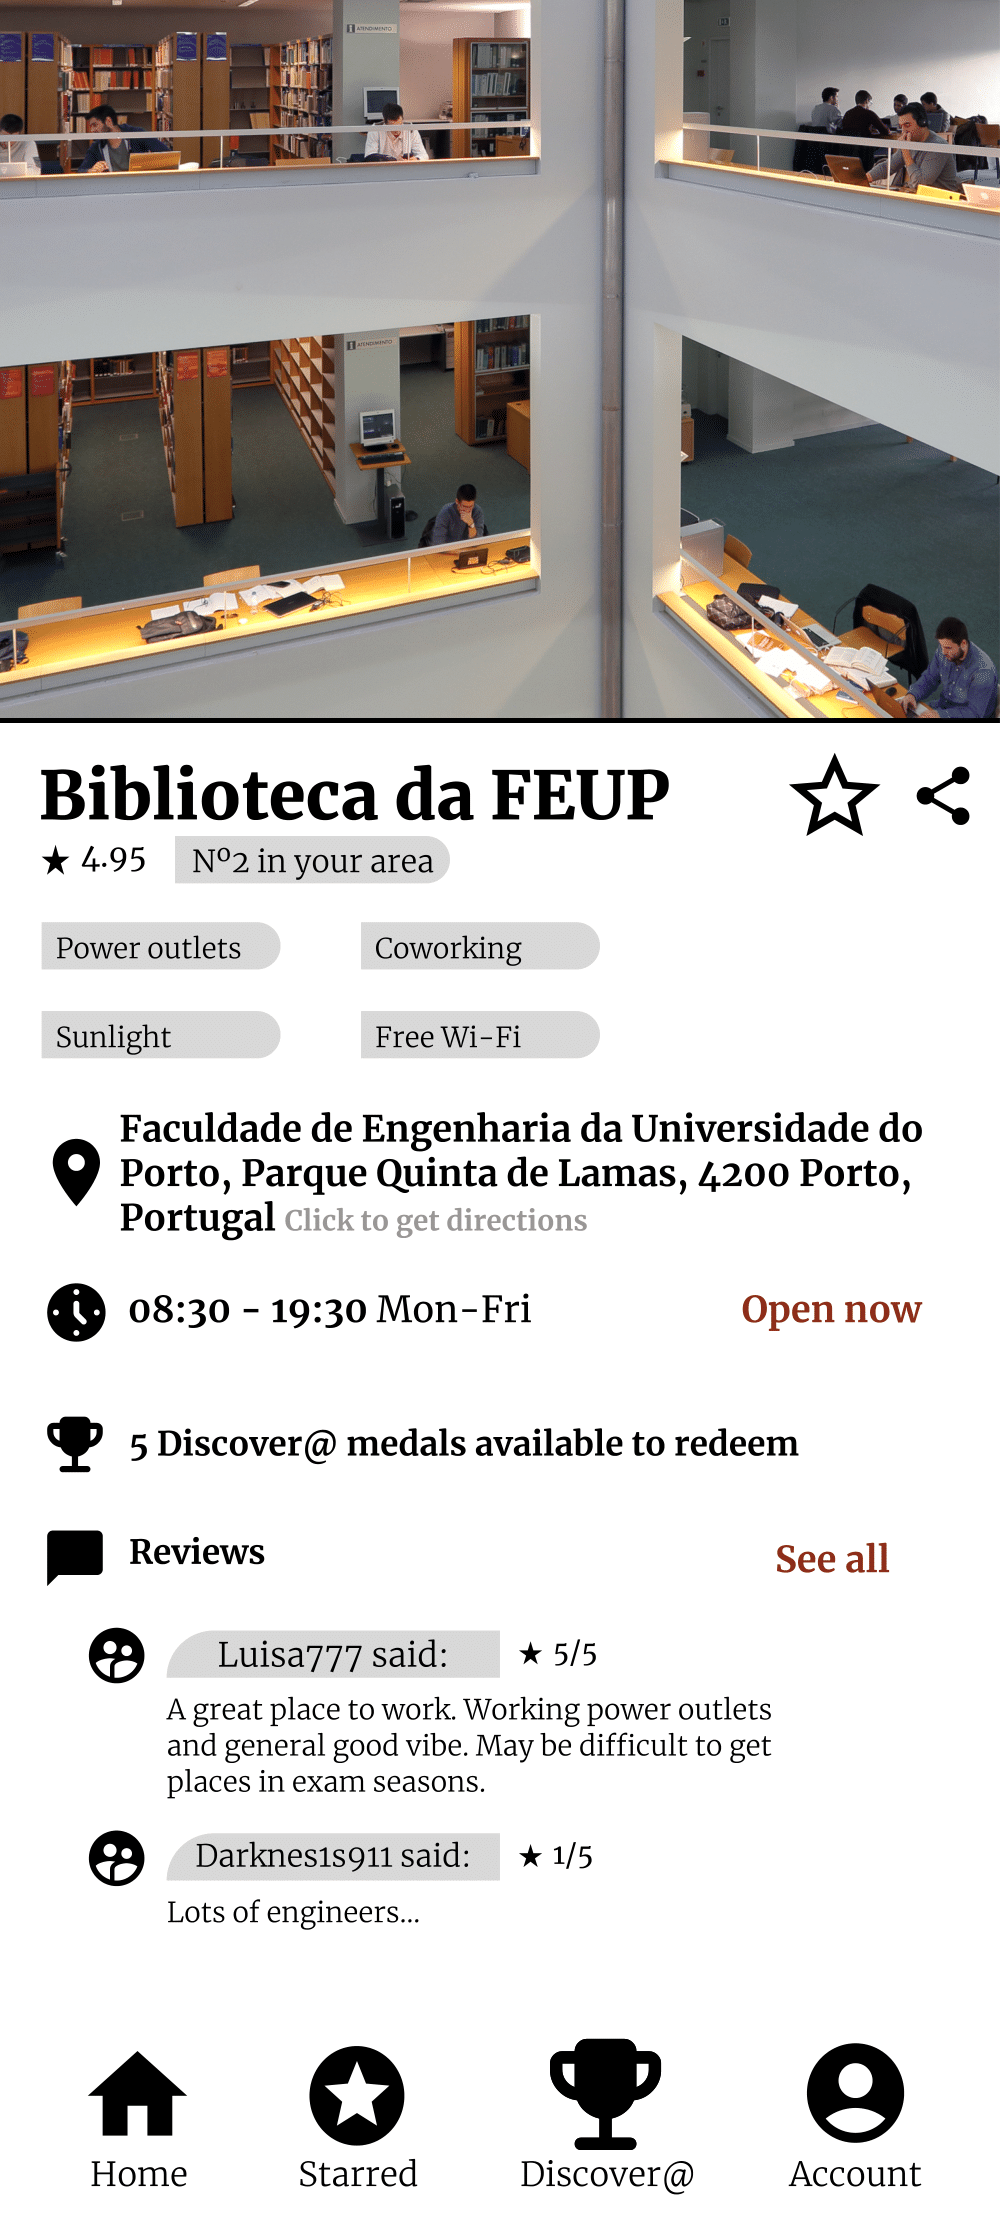 ATENDIMENTO
ATENDIMENTO
Biblioteca da FEUP
★ 4.95 Nº2 in your area
Power outlets Coworking
Sunlight Free Wi-Fi
Faculdade de Engenharia da Universidade do
Porto, Parque Quinta de Lamas, 4200 Porto,
Portugal Click to get directions
08:30 - 19:30 Mon-Fri Open now
5 Discover@ medals available to redeem
Reviews See all
Luisa777 said: ★ 5/5
A great place to work. Working power outlets
and general good vibe. May be difficult to get
places in exam seasons.
Darknes1s911 said: ★ 1/5
Lots of engineers...
Home Starred Discover@ Account